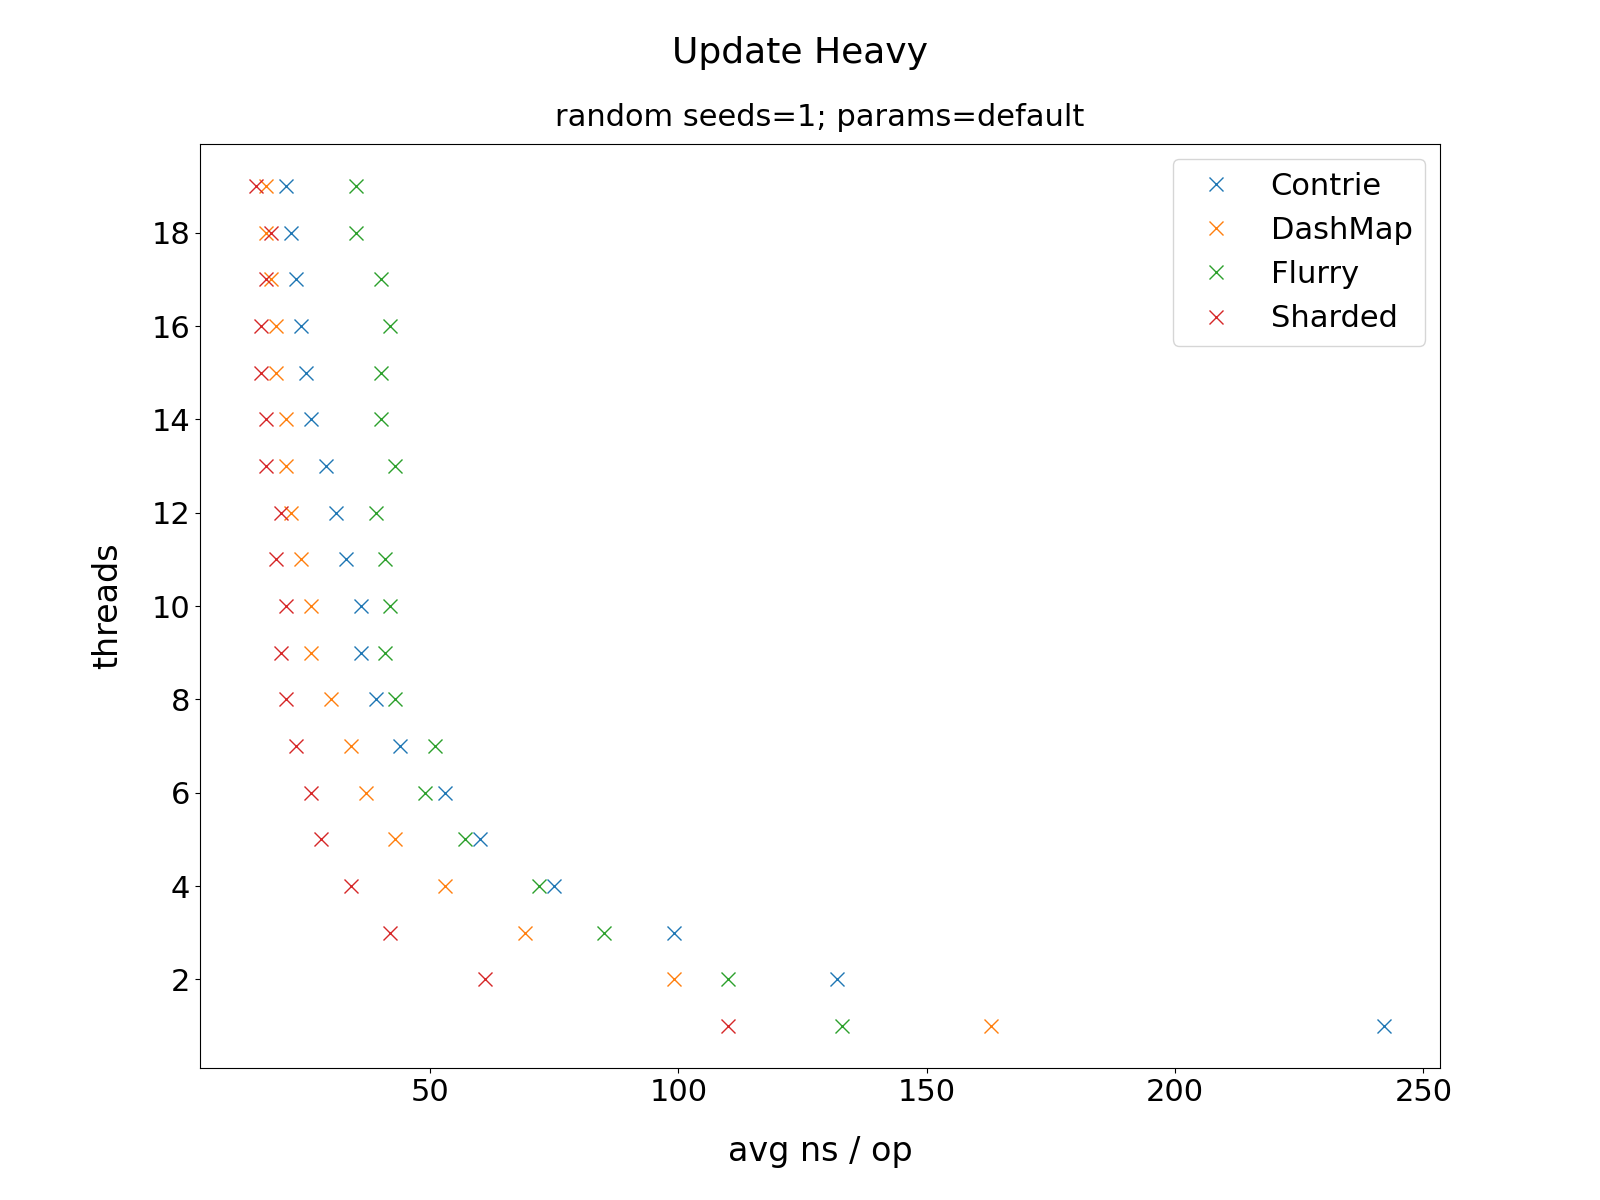 Update Heavy
random seeds=1; params=default
Contrie
DashMap
Flurry
Sharded
18
16
14
12
10
8
6
4
2
threads
50 100 150 200 250
avg ns / op